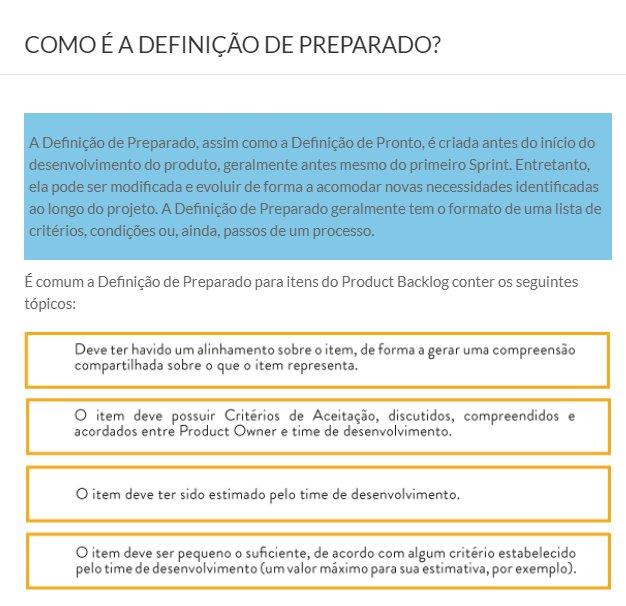 COMO É A DEFINIÇÃO DE PREPARADO?
A Definição de Preparado, assim como a Definição de Pronto, é criada antes do início do
desenvolvimento do produto, geralmente antes mesmo do primeiro Sprint. Entretanto,
ela pode ser modificada e evoluir de forma a acomodar novas necessidades identificadas
ao longo do projeto. A Definição de Preparado geralmente tem o formato de uma lista de
critérios, condições ou, ainda, passos de um processo.
É comum a Definição de Preparado para itens do Product Backlog conter os seguintes
tópicos:
Deve ter havido um alinhamento sobre o item, de forma a gerar uma compreensão
compartilhada sobre o que o item representa.
O item deve possuir Critérios de Aceitação, discutidos, compreendidos e
acordados entre Product Owner e time de desenvolvimento.
O item deve ter sido estimado pelo time de desenvolvimento.
O item deve ser pequeno o suficiente, de acordo com algum critério estabelecido
pelo time de desenvolvimento (um valor máximo para sua estimativa, por exemplo).